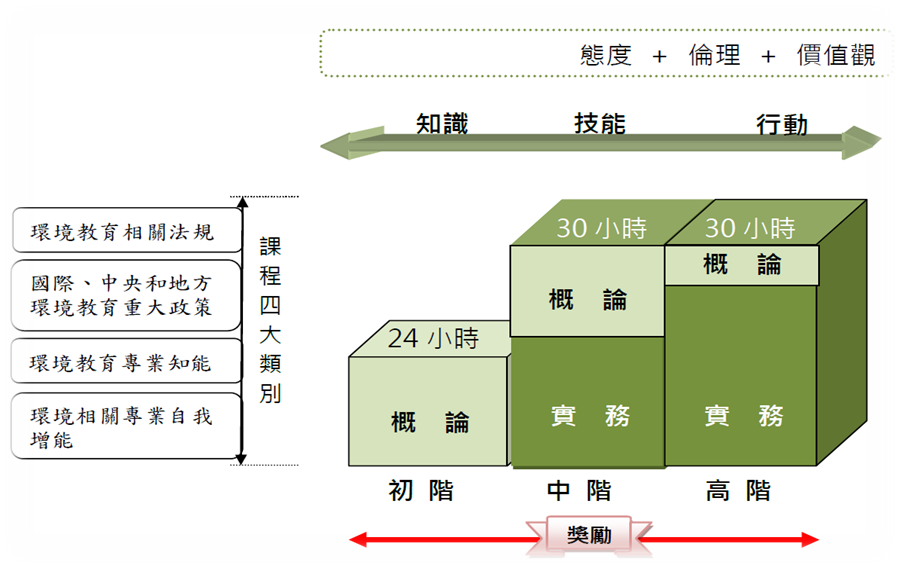 態度 + 倫理 + 價值觀
知識 技能 行動
環境教育相關法規
國際、中央和地方
環境教育重大政策
環境教育專業知能
環境相關專業自我
增能
課程四大類別
24 小時
概 論
初 階
30 小時
概 論
實 務
中 階
30 小時
概 論
實 務
高 階
獎勵